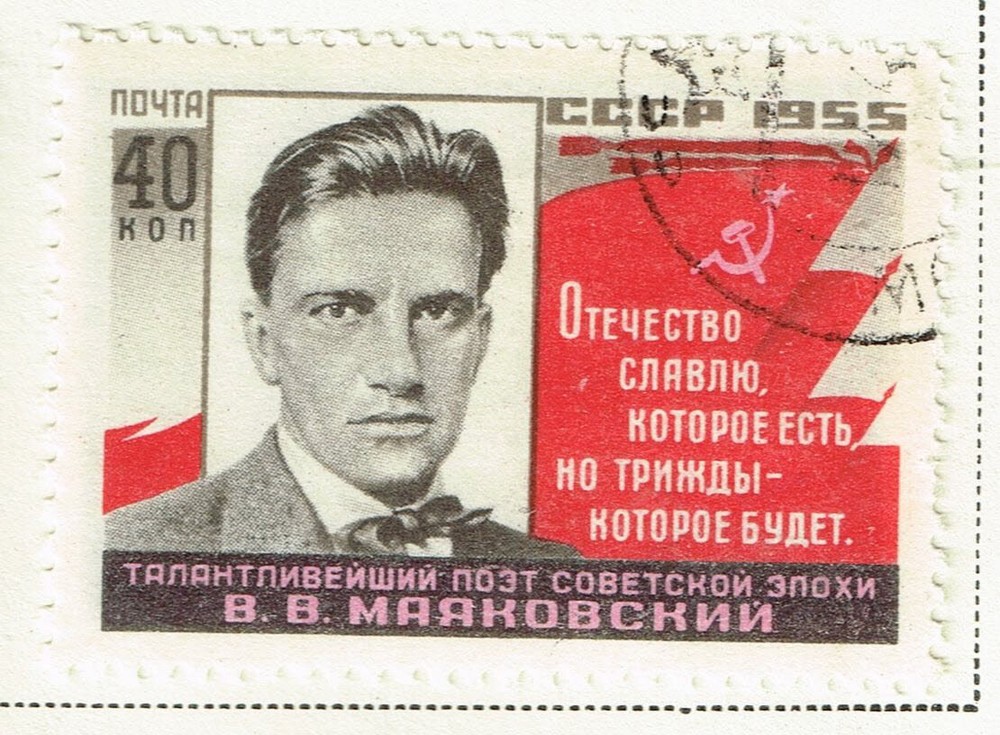 ПОЧТА
СССР 1955
40
КОП
ОТЕЧЕСТВО
СЛАВЛЮ,
КОТОРОЕ ЕСТЬ,
НО ТРИЖДЫ-
КОТОРОЕ БУДЕТ.
ТАЛАНТЛИВЕЙШИЙ ПОЭТ СОВЕТСКОЙ ЭПОХИ
В. В. МАЯКОВСКИЙ